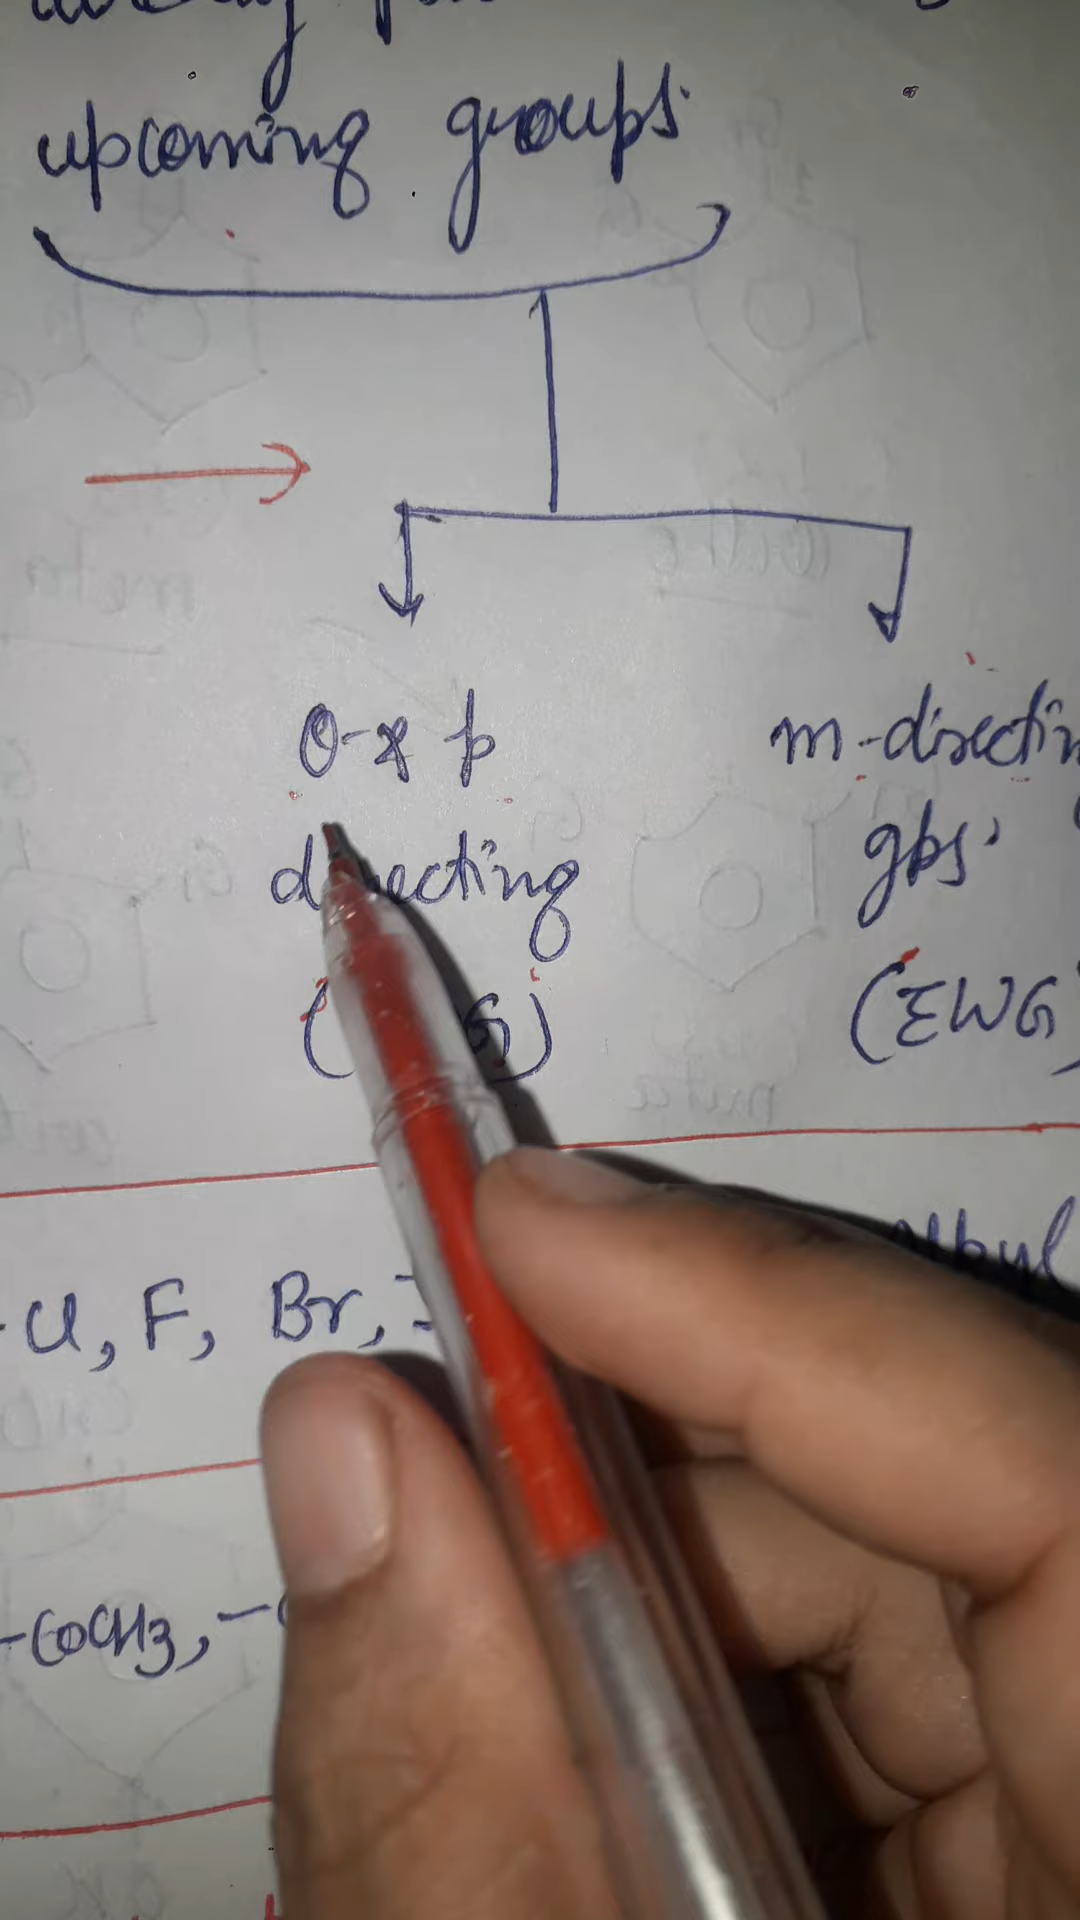 upcoming groups.
O- & p
directing
m-directin
gps.
(EWG)
-Cl, F, Br,
-COCH3, -